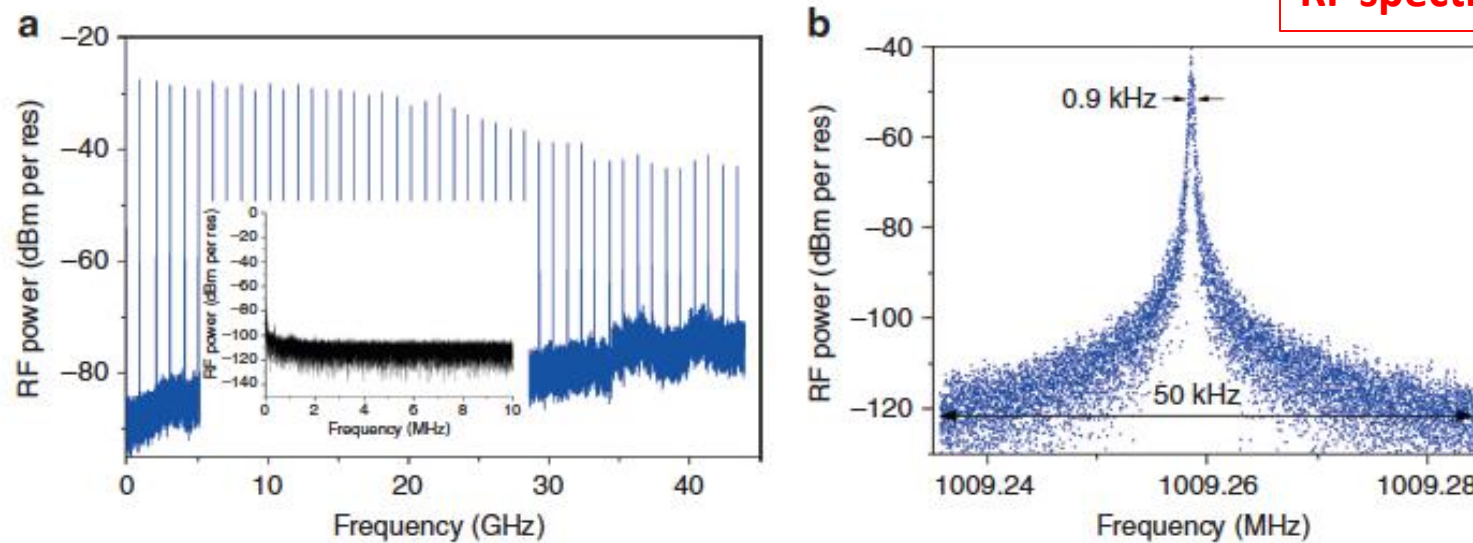 RF
a
b
RF power (dBm per res)
−20
−40
−60
−80
0
10
20
30
40
Frequency (GHz)
RF power (dBm per res)
0
−20
−40
−60
−80
−100
−120
−140
0
2
4
6
8
10
Frequency (MHz)
RF power (dBm per res)
−40
−60
−80
−100
−120
0.9 kHz
50 kHz
1009.24
1009.26
1009.28
Frequency (MHz)